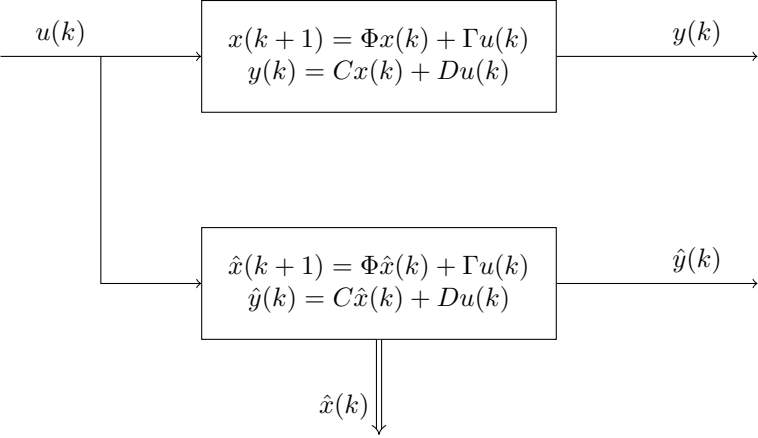 u(k)
x(k + 1) = Φx(k) + Γu(k)
y(k) = Cx(k) + Du(k)
y(k)
x̂(k + 1) = Φx̂(k) + Γu(k)
ŷ(k) = Cx̂(k) + Du(k)
ŷ(k)
x̂(k)